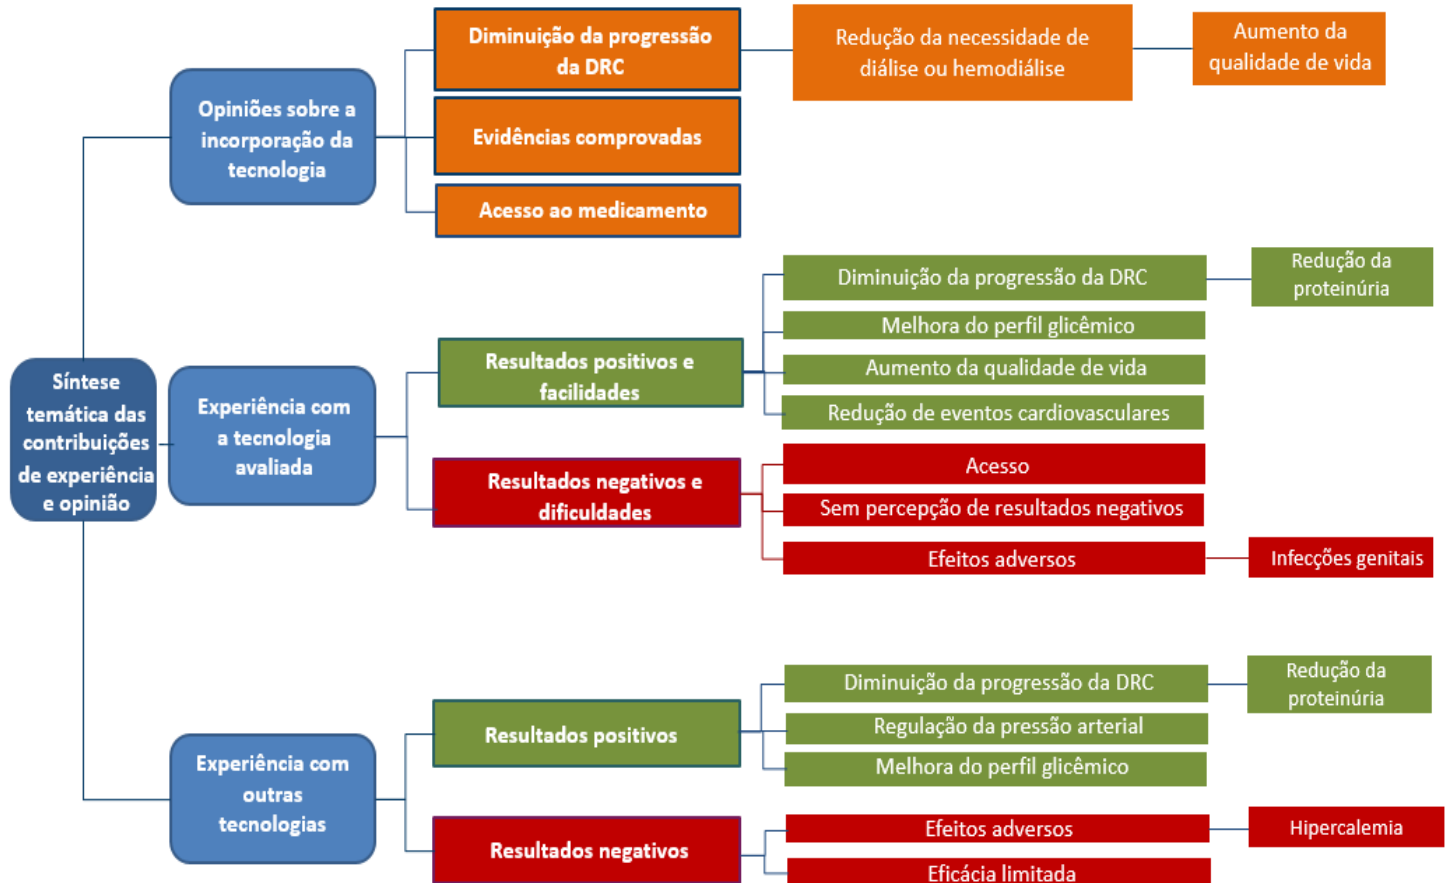 Síntese
temática das
contribuições
de experiência
e opinião
Opiniões sobre a
incorporação da
tecnologia
Diminuição da progressão
da DRC
Redução da necessidade de
diálise ou hemodiálise
Aumento da
qualidade de vida
Evidências comprovadas
Acesso ao medicamento
Experiência com
a tecnologia
avaliada
Resultados positivos e
facilidades
Diminuição da progressão da DRC
Redução da
proteinúria
Melhora do perfil glicêmico
Aumento da qualidade de vida
Redução de eventos cardiovasculares
Resultados negativos e
dificuldades
Acesso
Sem percepção de resultados negativos
Efeitos adversos
Infecções genitais
Experiência com
outras
tecnologias
Resultados positivos
Diminuição da progressão da DRC
Redução da
proteinúria
Regulação da pressão arterial
Melhora do perfil glicêmico
Resultados negativos
Efeitos adversos
Hipercalemia
Eficácia limitada